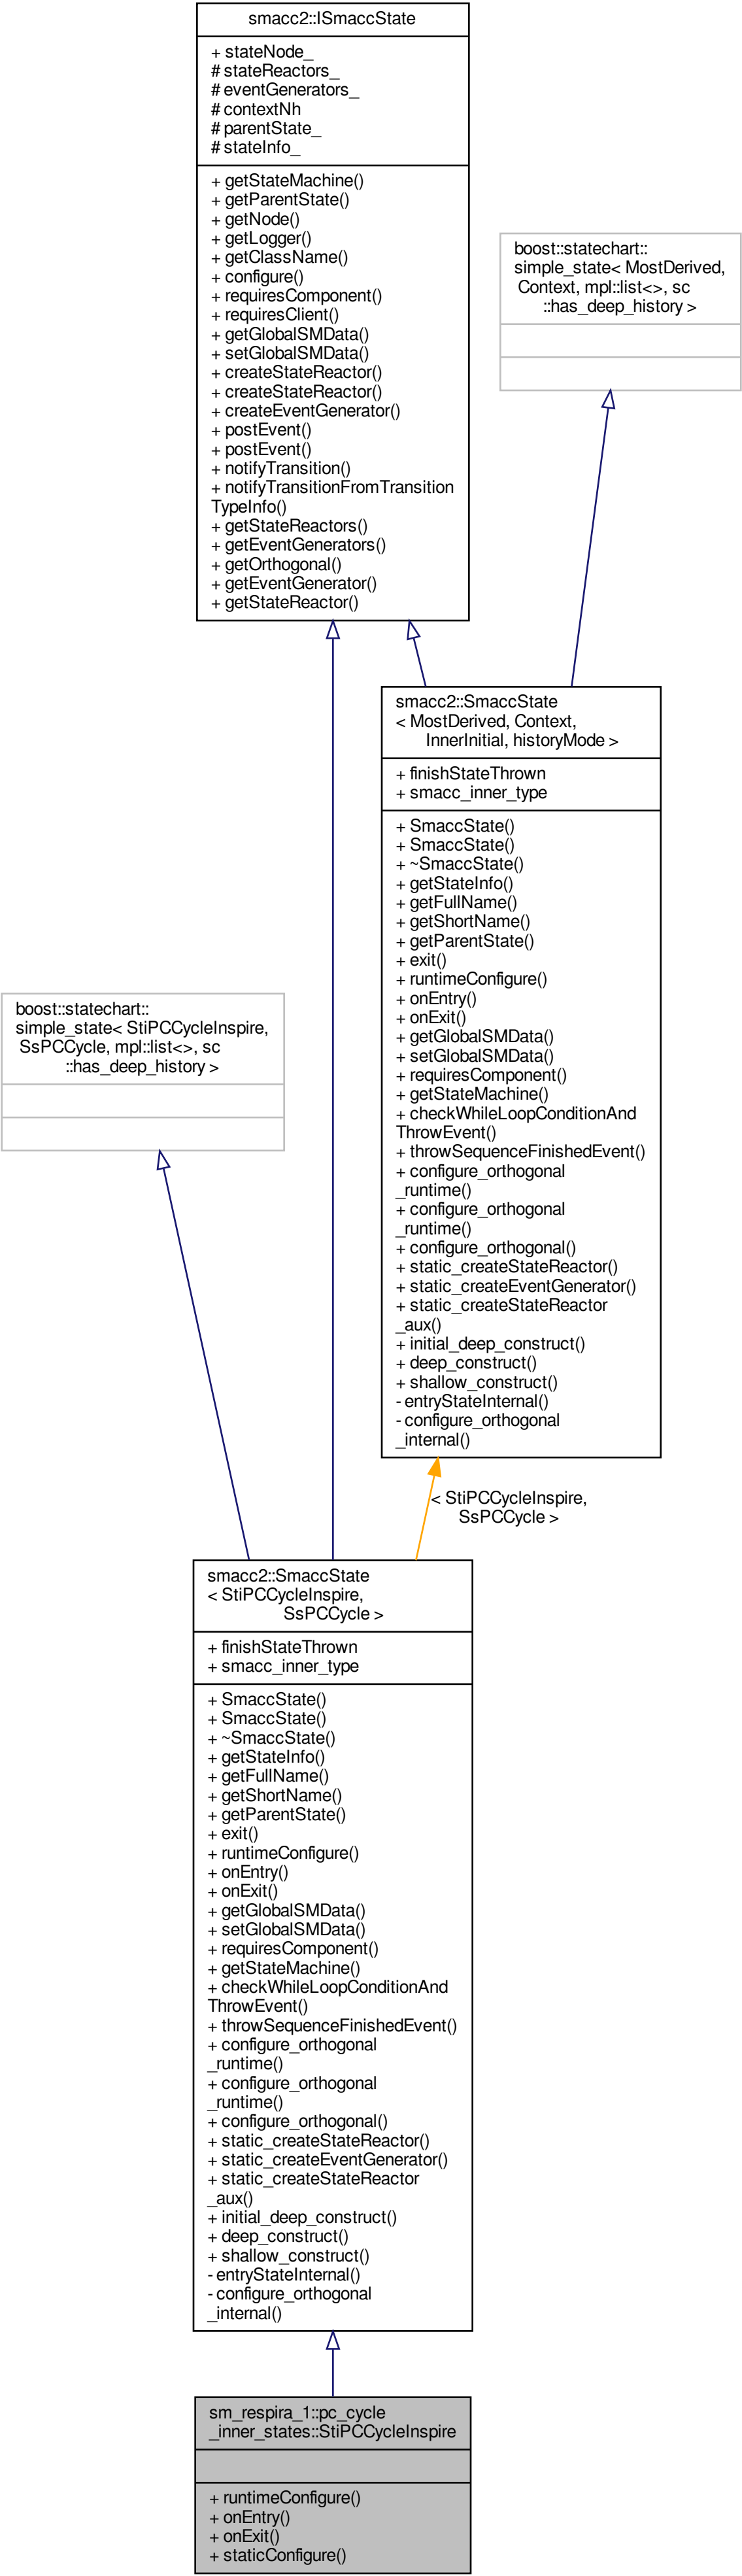 smacc2::ISmaccState
+ stateNode_
# stateReactors_
# eventGenerators_
# contextNh
# parentState_
# stateInfo_
+ getStateMachine()
+ getParentState()
+ getNode()
+ getLogger()
+ getClassName()
+ configure()
+ requiresComponent()
+ requiresClient()
+ getGlobalSMData()
+ setGlobalSMData()
+ createStateReactor()
+ createStateReactor()
+ createEventGenerator()
+ postEvent()
+ postEvent()
+ notifyTransition()
+ notifyTransitionFromTransition
TypeInfo()
+ getStateReactors()
+ getEventGenerators()
+ getOrthogonal()
+ getEventGenerator()
+ getStateReactor()
boost::statechart::
simple_state< MostDerived,
Context, mpl::list<>, sc
::has_deep_history >
smacc2::SmaccState
< MostDerived, Context,
InnerInitial, historyMode >
+ finishStateThrown
+ smacc_inner_type
+ SmaccState()
+ SmaccState()
+ ~SmaccState()
+ getStateInfo()
+ getFullName()
+ getShortName()
+ getParentState()
+ exit()
+ runtimeConfigure()
+ onEntry()
+ onExit()
+ getGlobalSMData()
+ setGlobalSMData()
+ requiresComponent()
+ getStateMachine()
+ checkWhileLoopConditionAnd
ThrowEvent()
+ throwSequenceFinishedEvent()
+ configure_orthogonal
_runtime()
+ configure_orthogonal
_runtime()
+ configure_orthogonal()
+ static_createStateReactor()
+ static_createEventGenerator()
+ static_createStateReactor
_aux()
+ initial_deep_construct()
+ deep_construct()
+ shallow_construct()
- entryStateInternal()
- configure_orthogonal
_internal()
boost::statechart::
simple_state< StiPCCycleInspire,
SsPCCycle, mpl::list<>, sc
::has_deep_history >
< StiPCCycleInspire,
SsPCCycle >
smacc2::SmaccState
< StiPCCycleInspire,
SsPCCycle >
+ finishStateThrown
+ smacc_inner_type
+ SmaccState()
+ SmaccState()
+ ~SmaccState()
+ getStateInfo()
+ getFullName()
+ getShortName()
+ getParentState()
+ exit()
+ runtimeConfigure()
+ onEntry()
+ onExit()
+ getGlobalSMData()
+ setGlobalSMData()
+ requiresComponent()
+ getStateMachine()
+ checkWhileLoopConditionAnd
ThrowEvent()
+ throwSequenceFinishedEvent()
+ configure_orthogonal
_runtime()
+ configure_orthogonal
_runtime()
+ configure_orthogonal()
+ static_createStateReactor()
+ static_createEventGenerator()
+ static_createStateReactor
_aux()
+ initial_deep_construct()
+ deep_construct()
+ shallow_construct()
- entryStateInternal()
- configure_orthogonal
_internal()
sm_respira_1::pc_cycle
_inner_states::StiPCCycleInspire
+ runtimeConfigure()
+ onEntry()
+ onExit()
+ staticConfigure()